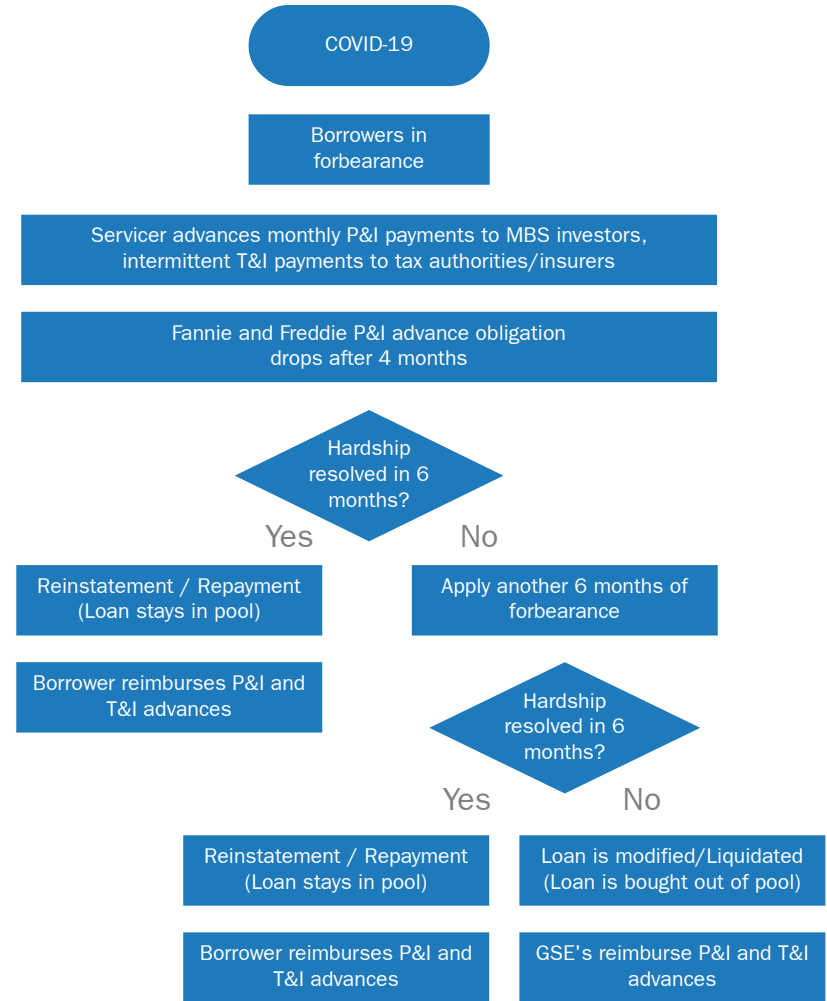 COVID-19
Borrowers in
forbearance
Servicer advances monthly P&I payments to MBS investors,
intermittent T&I payments to tax authorities/insurers
Fannie and Freddie P&I advance obligation
drops after 4 months
Hardship
resolved in 6
months?
Yes
No
Reinstatement / Repayment
(Loan stays in pool)
Apply another 6 months of
forbearance
Borrower reimburses P&I and
T&I advances
Hardship
resolved in 6
months?
Yes
No
Reinstatement / Repayment
(Loan stays in pool)
Loan is modified/Liquidated
(Loan is bought out of pool)
Borrower reimburses P&I and
T&I advances
GSE's reimburse P&I and T&I
advances